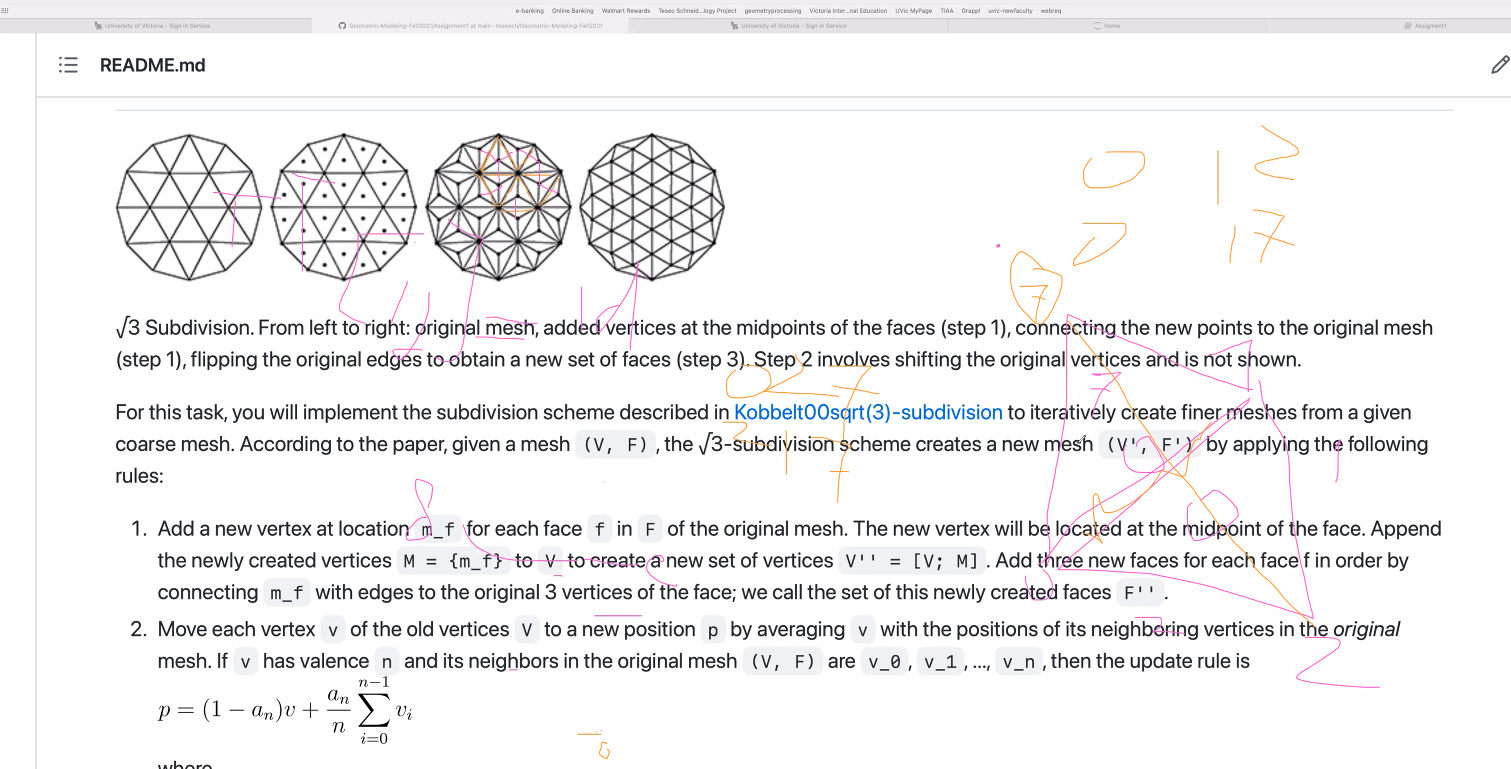 e-banking Online Banking Walmart Rewards Teseo Schneid...logy Project geometryprocessing Victoria Inter...nal Education UVic MyPage TIAA Grappl uvic-newfaculty webreq
University of Victoria - Sign in Service Geometric-Modeling-Fall2021/Assignment1 at main · teseoch/Geometric-Modeling-Fall2021 University of Victoria - Sign in Service Home Assigment1
README.md
0 1 2
0 17
7
√3 Subdivision. From left to right: original mesh, added vertices at the midpoints of the faces (step 1), connecting the new points to the original mesh
(step 1), flipping the original edges to obtain a new set of faces (step 3). Step 2 involves shifting the original vertices and is not shown.
For this task, you will implement the subdivision scheme described in Kobbelt00sqrt(3)-subdivision to iteratively create finer meshes from a given
coarse mesh. According to the paper, given a mesh (V, F), the √3-subdivision scheme creates a new mesh (V', F') by applying the following
rules:
1. Add a new vertex at location m_f for each face f in F of the original mesh. The new vertex will be located at the midpoint of the face. Append
the newly created vertices M = {m_f} to V to create a new set of vertices V'' = [V; M]. Add three new faces for each face f in order by
connecting m_f with edges to the original 3 vertices of the face; we call the set of this newly created faces F''.
2. Move each vertex v of the old vertices V to a new position p by averaging v with the positions of its neighbering vertices in the original
mesh. If v has valence n and its neighbors in the original mesh (V, F) are v_0, v_1, ..., v_n, then the update rule is
p = (1 − a_n)v + \frac{a_n}{n} \sum_{i=0}^{n−1} v_i
where